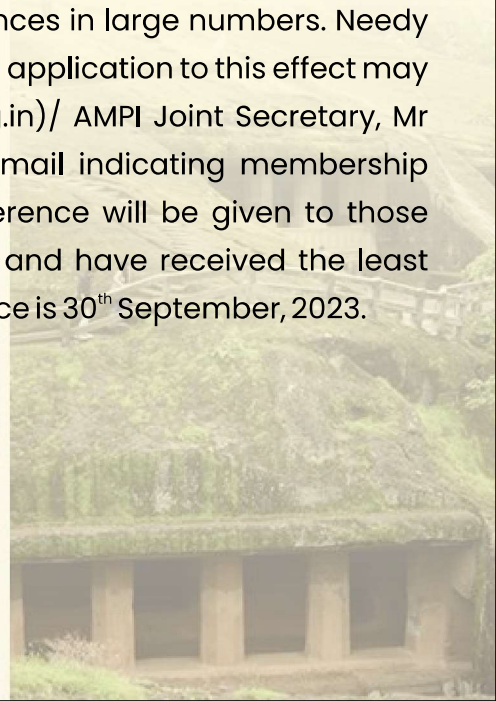 nces in large numbers. Needy
application to this effect may
.in)/ AMPI Joint Secretary, Mr
mail indicating membership
erence will be given to those
and have received the least
ce is 30th September, 2023.